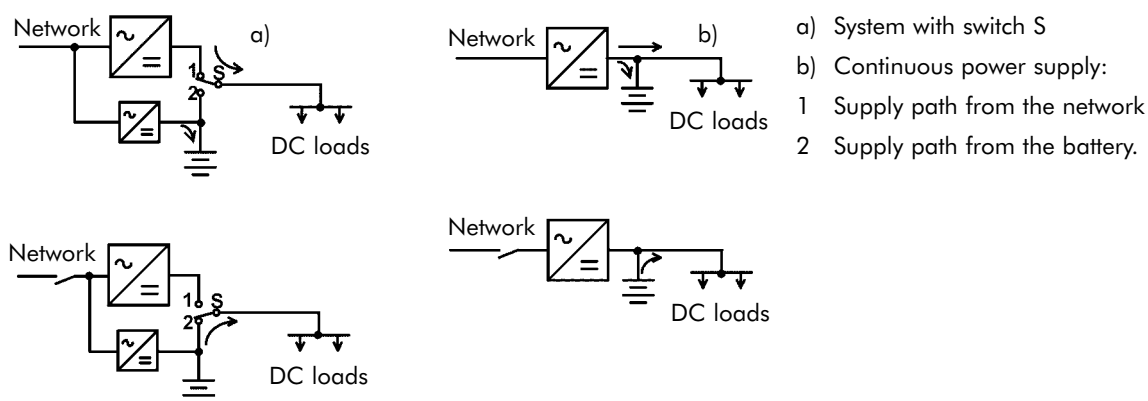 Network
a)
1
S
2
DC loads
Network
b)
DC loads
a) System with switch S
b) Continuous power supply:
1 Supply path from the network
2 Supply path from the battery.
Network
1
S
2
DC loads
Network
DC loads